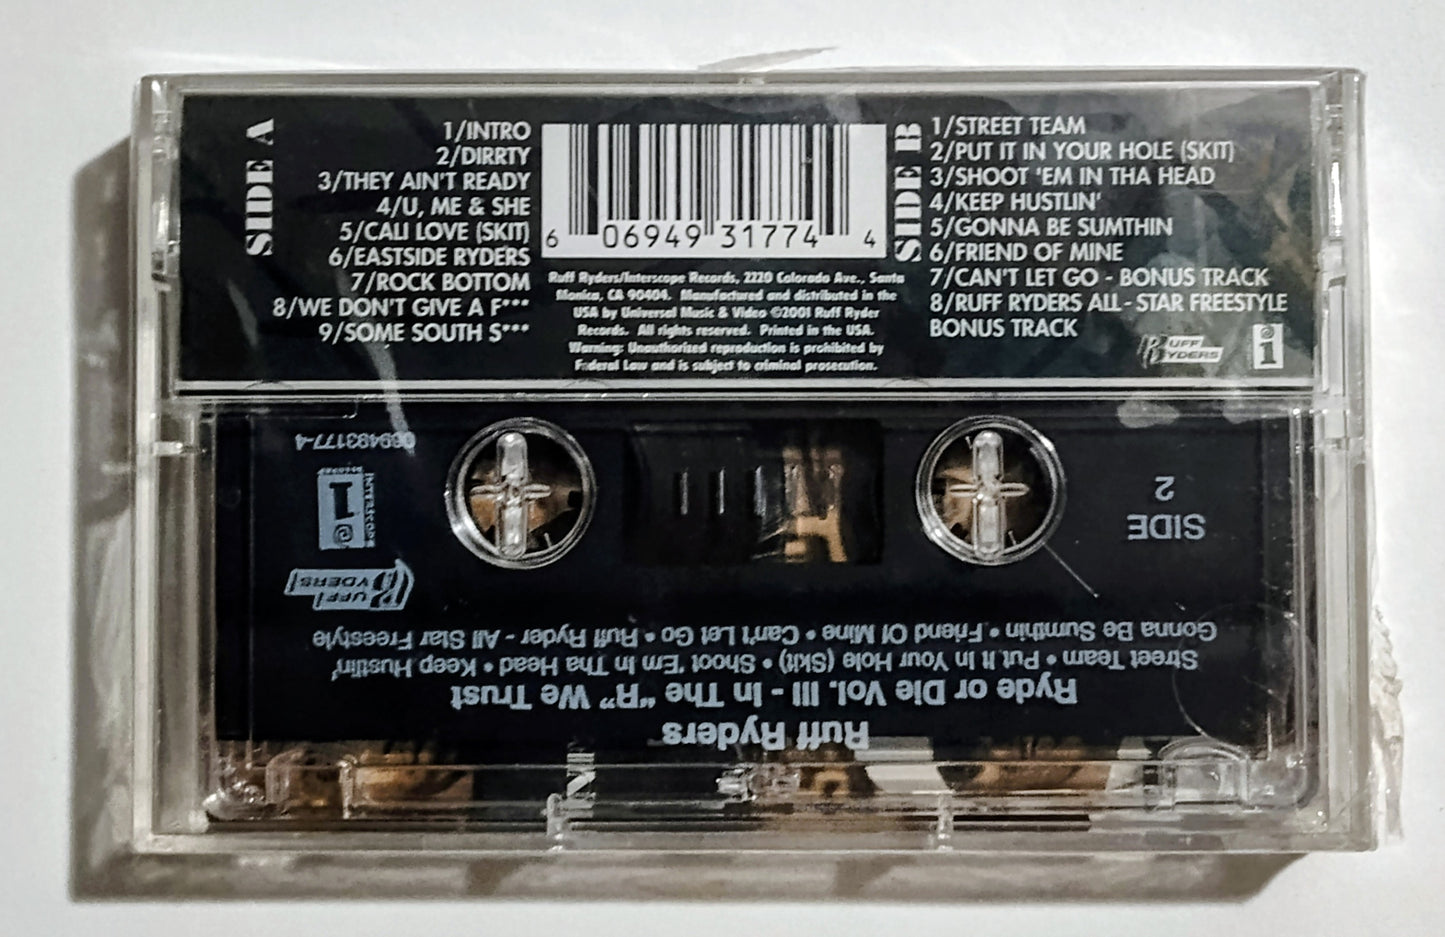 SIDE A
1/INTRO
2/DIRRTY
3/THEY AIN'T READY
4/U, ME & SHE
5/CALI LOVE (SKIT)
6/EASTSIDE RYDERS
7/ROCK BOTTOM
8/WE DON'T GIVE A F***
9/SOME SOUTH S***
6 06949 31774 4
Ruff Ryders/Interscope Records, 2220 Colorado Ave., Santa
Monica, CA 90404. Manufactured and distributed in the
USA by Universal Music & Video ©2001 Ruff Ryder
Records. All rights reserved. Printed in the USA.
Warning: Unauthorized reproduction is prohibited by
Federal Law and is subject to criminal prosecution.
SIDE B
1/STREET TEAM
2/PUT IT IN YOUR HOLE (SKIT)
3/SHOOT 'EM IN THA HEAD
4/KEEP HUSTLIN'
5/GONNA BE SUMTHIN
6/FRIEND OF MINE
7/CAN'T LET GO - BONUS TRACK
8/RUFF RYDERS ALL-STAR FREESTYLE
BONUS TRACK
RUFF
RYDERS
i
Ruff Ryders
Ryde or Die Vol. III - In The "R" We Trust
Street Team • Put It In Your Hole (Skit) • Shoot 'Em In Tha Head • Keep Hustlin'
Gonna Be Sumthin • Friend Of Mine • Can't Let Go • Ruff Ryder - All Star Freestyle
RUFF
RYDERS
SIDE
2
INTERSCOPE
RECORDS
069493177-4